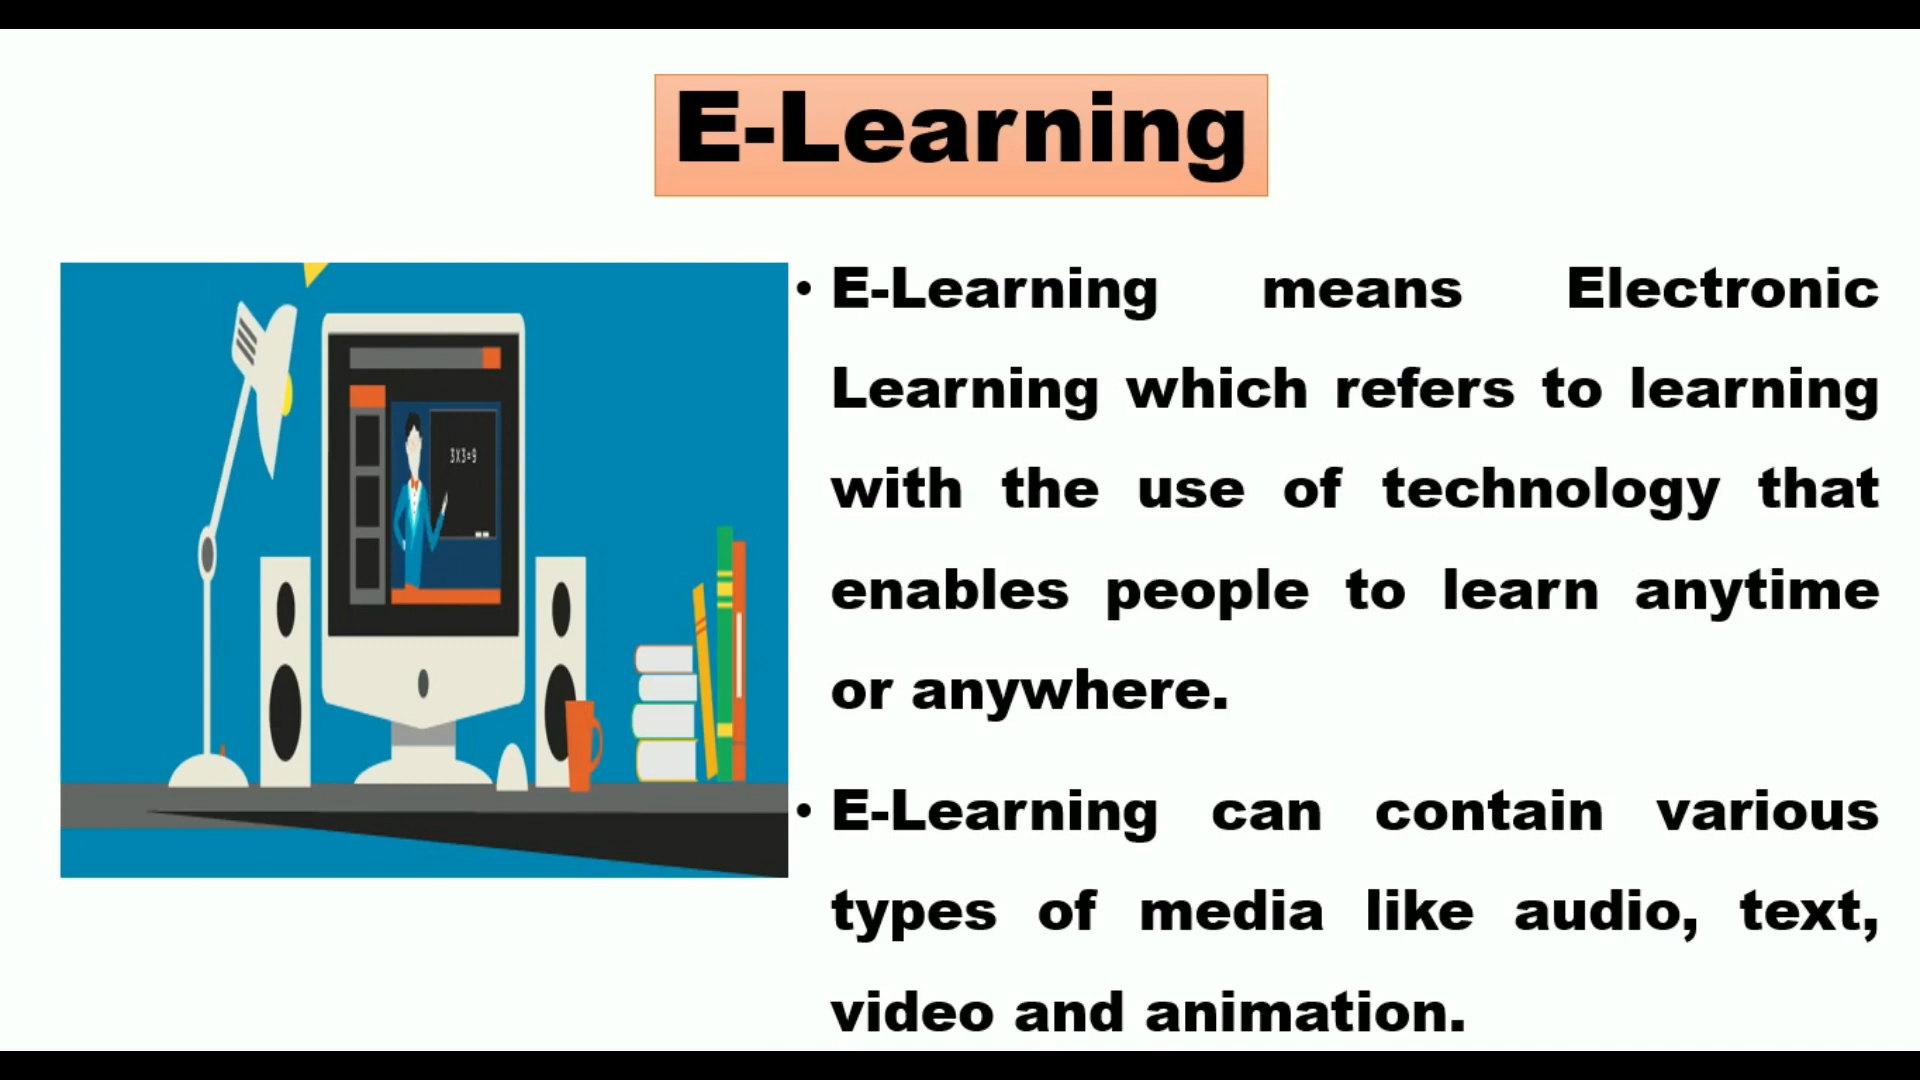 E-Learning
• E-Learning means Electronic
Learning which refers to learning
with the use of technology that
enables people to learn anytime
or anywhere.
• E-Learning can contain various
types of media like audio, text,
video and animation.
3X3=9